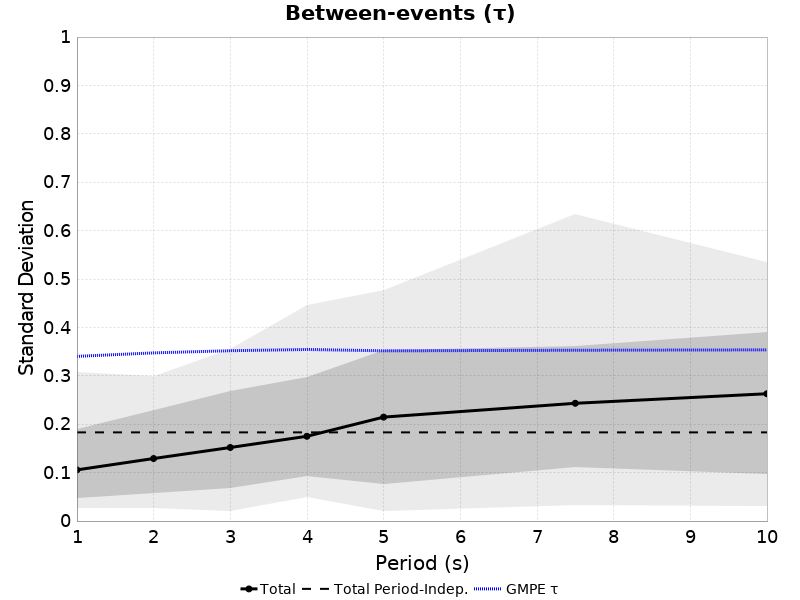 Between-events (τ)
1
0.9
0.8
0.7
0.6
0.5
0.4
0.3
0.2
0.1
0
Standard Deviation
1 2 3 4 5 6 7 8 9 10
Period (s)
Total Total Period-Indep. GMPE τ